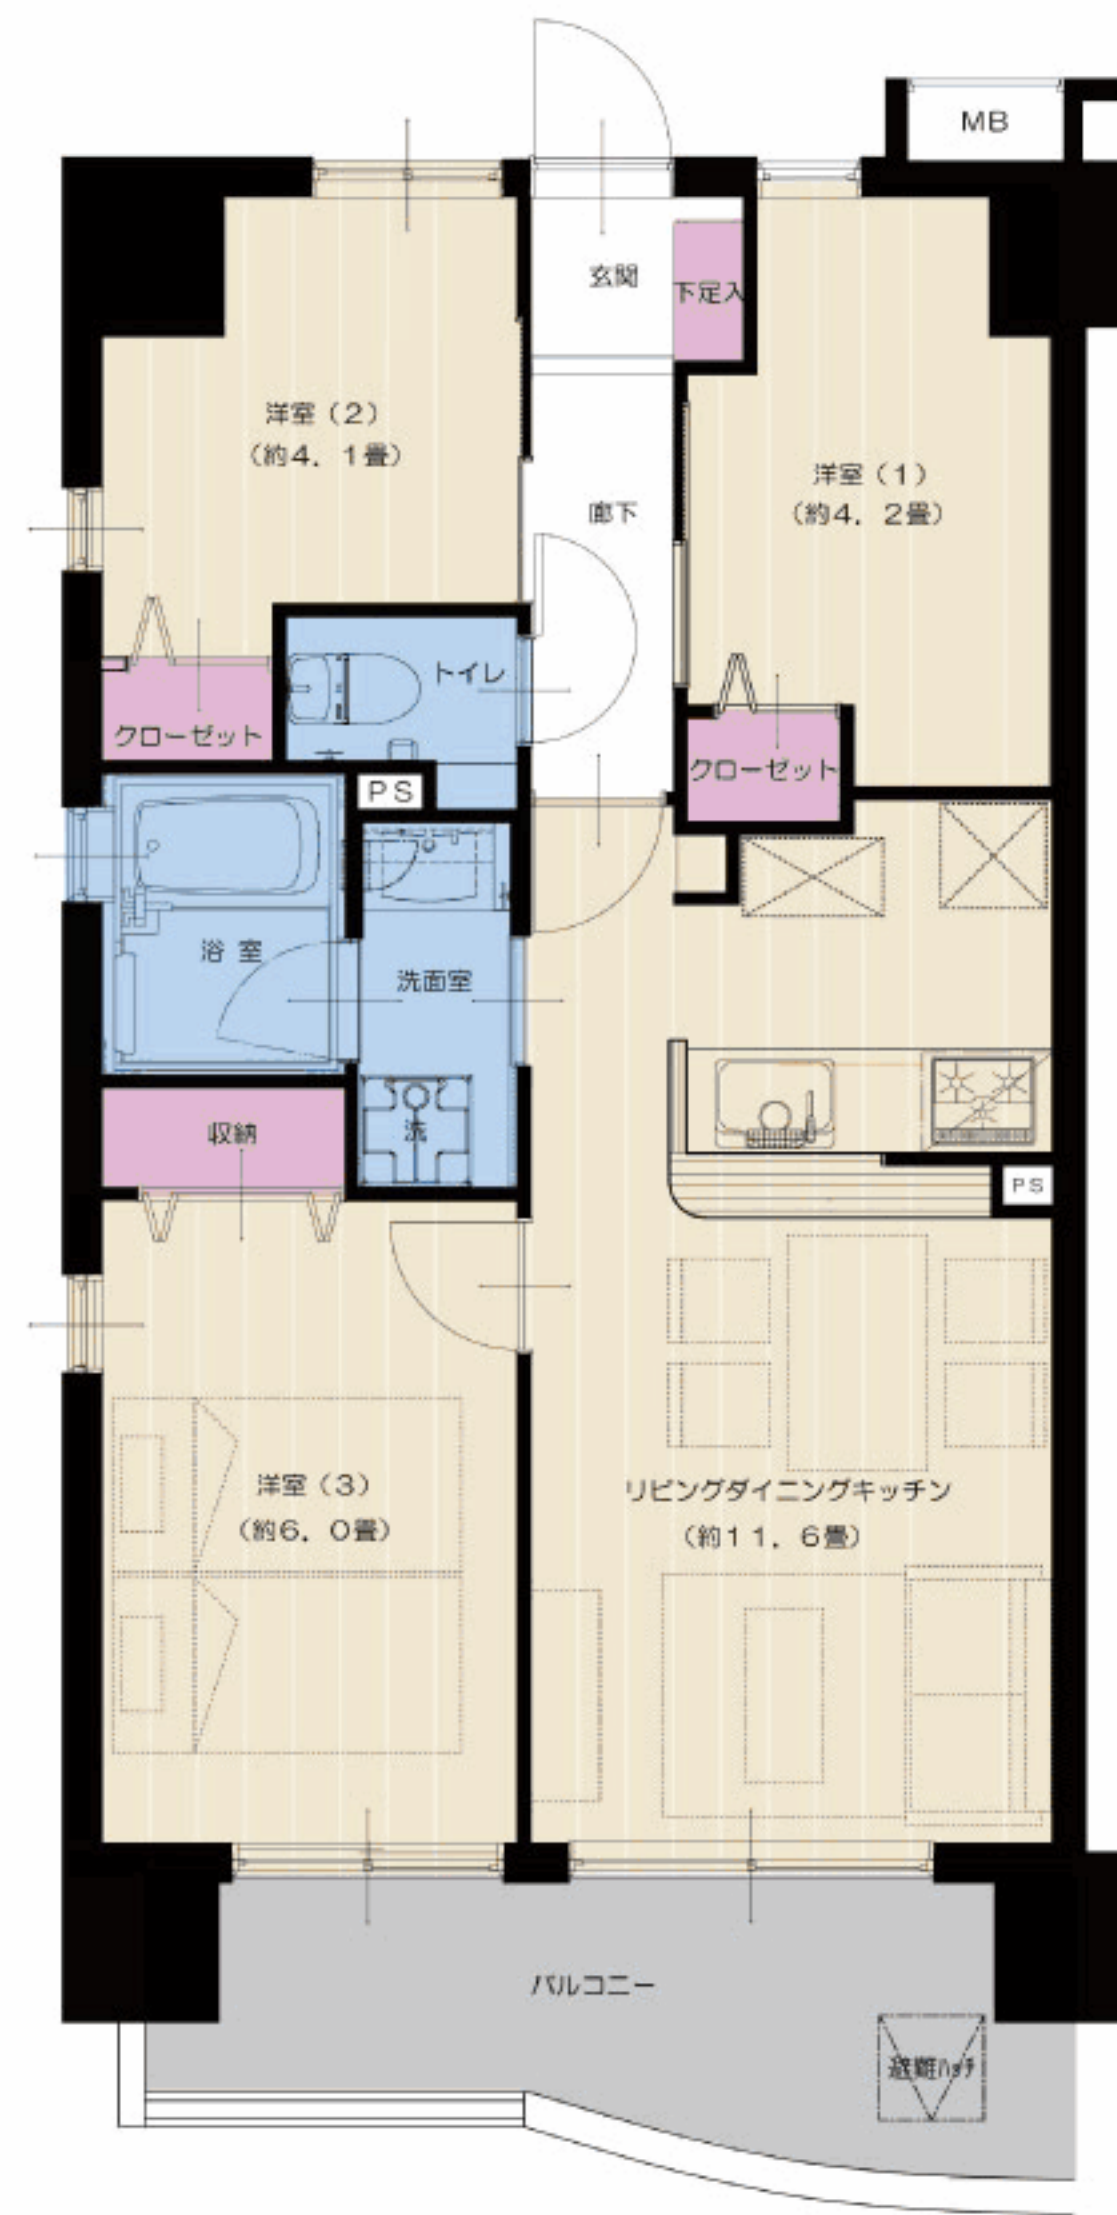 MB
玄関
下足入
洋室（2）
（約4．1畳）
廊下
洋室（1）
（約4．2畳）
トイレ
クローゼット
クローゼット
PS
浴 室
洗面室
洗
収納
PS
洋室（3）
（約6．0畳）
リビングダイニングキッチン
（約11．6畳）
バルコニー
避難ハッチ